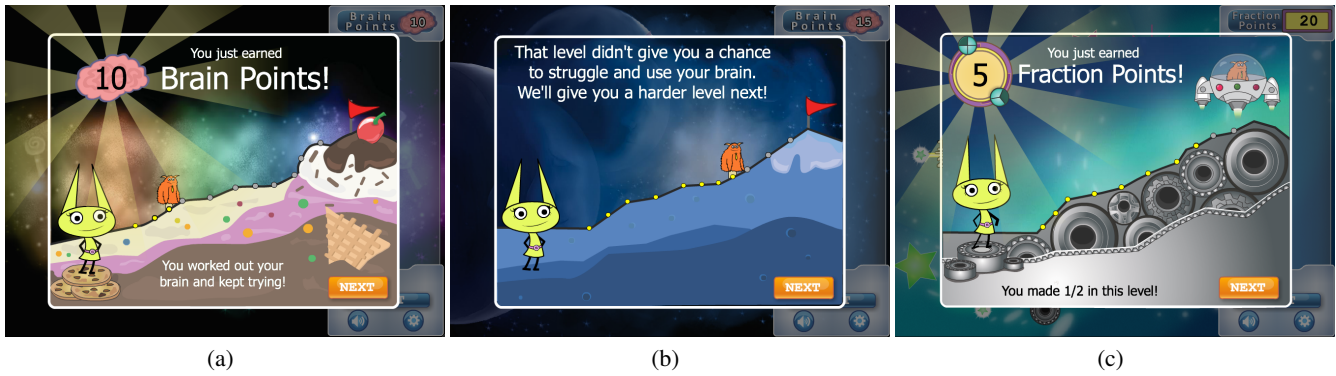 Brain
Points
10
You just earned
10
Brain Points!
You worked out your
brain and kept trying!
NEXT
(a)
Brain
Points
15
That level didn't give you a chance
to struggle and use your brain.
We'll give you a harder level next!
NEXT
(b)
Fraction
Points
20
You just earned
5
Fraction Points!
You made 1/2 in this level!
NEXT
(c)